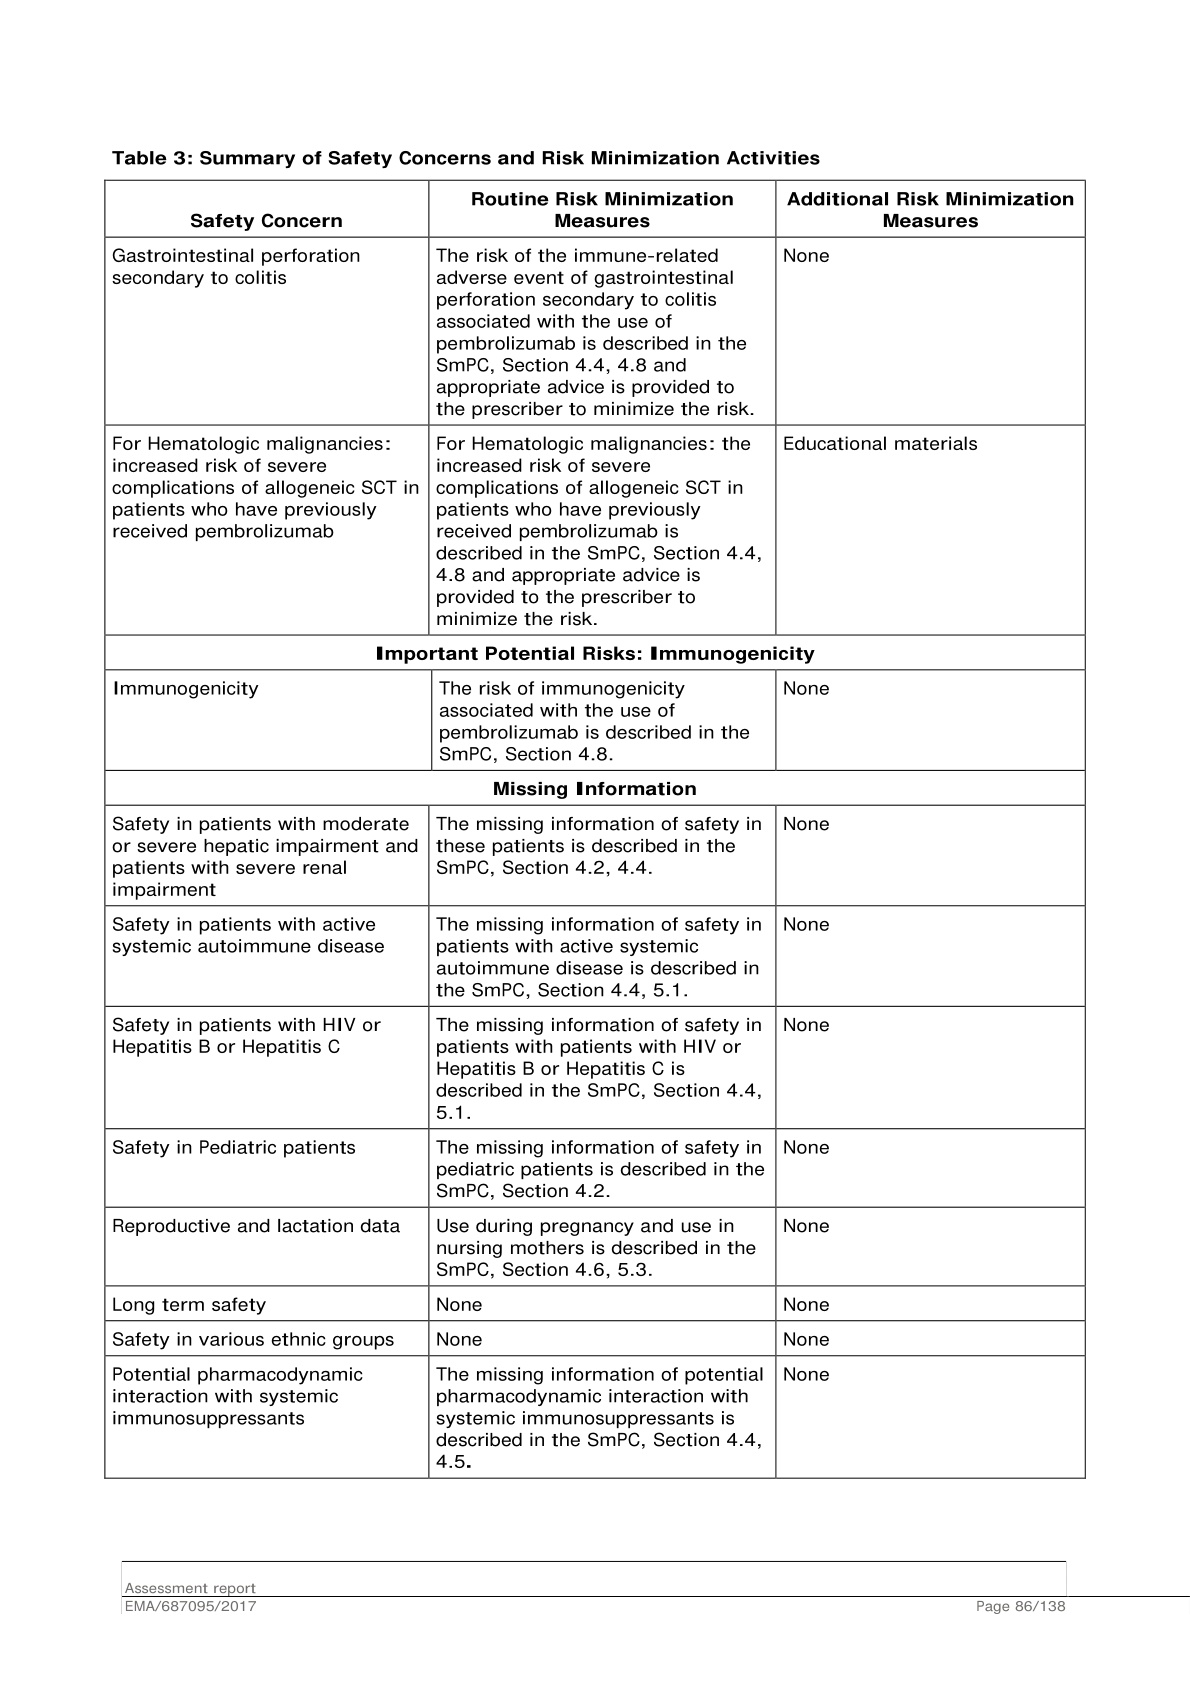 Table 3: Summary of Safety Concerns and Risk Minimization Activities
Safety Concern
Routine Risk Minimization
Measures
Additional Risk Minimization
Measures
Gastrointestinal perforation
secondary to colitis
The risk of the immune-related
adverse event of gastrointestinal
perforation secondary to colitis
associated with the use of
pembrolizumab is described in the
SmPC, Section 4.4, 4.8 and
appropriate advice is provided to
the prescriber to minimize the risk.
None
For Hematologic malignancies:
increased risk of severe
complications of allogeneic SCT in
patients who have previously
received pembrolizumab
For Hematologic malignancies: the
increased risk of severe
complications of allogeneic SCT in
patients who have previously
received pembrolizumab is
described in the SmPC, Section 4.4,
4.8 and appropriate advice is
provided to the prescriber to
minimize the risk.
Educational materials
Important Potential Risks: Immunogenicity
Immunogenicity
The risk of immunogenicity
associated with the use of
pembrolizumab is described in the
SmPC, Section 4.8.
None
Missing Information
Safety in patients with moderate
or severe hepatic impairment and
patients with severe renal
impairment
The missing information of safety in
these patients is described in the
SmPC, Section 4.2, 4.4.
None
Safety in patients with active
systemic autoimmune disease
The missing information of safety in
patients with active systemic
autoimmune disease is described in
the SmPC, Section 4.4, 5.1.
None
Safety in patients with HIV or
Hepatitis B or Hepatitis C
The missing information of safety in
patients with patients with HIV or
Hepatitis B or Hepatitis C is
described in the SmPC, Section 4.4,
5.1.
None
Safety in Pediatric patients
The missing information of safety in
pediatric patients is described in the
SmPC, Section 4.2.
None
Reproductive and lactation data
Use during pregnancy and use in
nursing mothers is described in the
SmPC, Section 4.6, 5.3.
None
Long term safety
None
None
Safety in various ethnic groups
None
None
Potential pharmacodynamic
interaction with systemic
immunosuppressants
The missing information of potential
pharmacodynamic interaction with
systemic immunosuppressants is
described in the SmPC, Section 4.4,
4.5.
None
Assessment report
EMA/687095/2017
Page 86/138